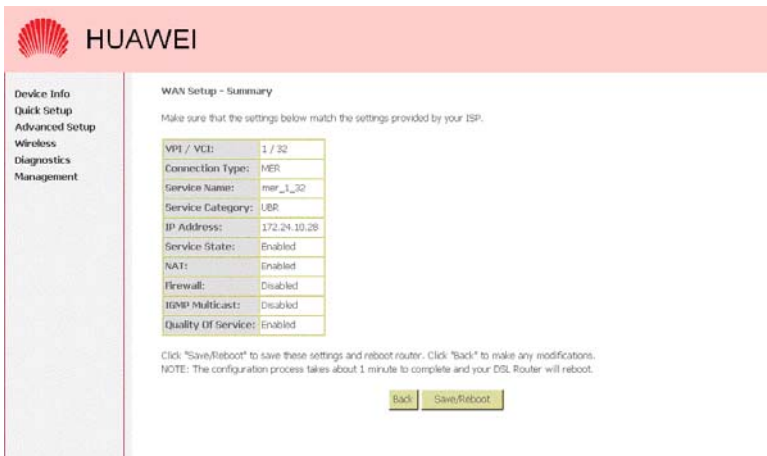 HUAWEI
Device Info
Quick Setup
Advanced Setup
Wireless
Diagnostics
Management
WAN Setup - Summary
Make sure that the settings below match the settings provided by your ISP.
VPI / VCI: 1 / 32
Connection Type: MER
Service Name: mer_1_32
Service Category: UBR
IP Address: 172.24.10.28
Service State: Enabled
NAT: Enabled
Firewall: Disabled
IGMP Multicast: Disabled
Quality Of Service: Enabled
Click "Save/Reboot" to save these settings and reboot router. Click "Back" to make any modifications.
NOTE: The configuration process takes about 1 minute to complete and your DSL Router will reboot.
Back Save/Reboot